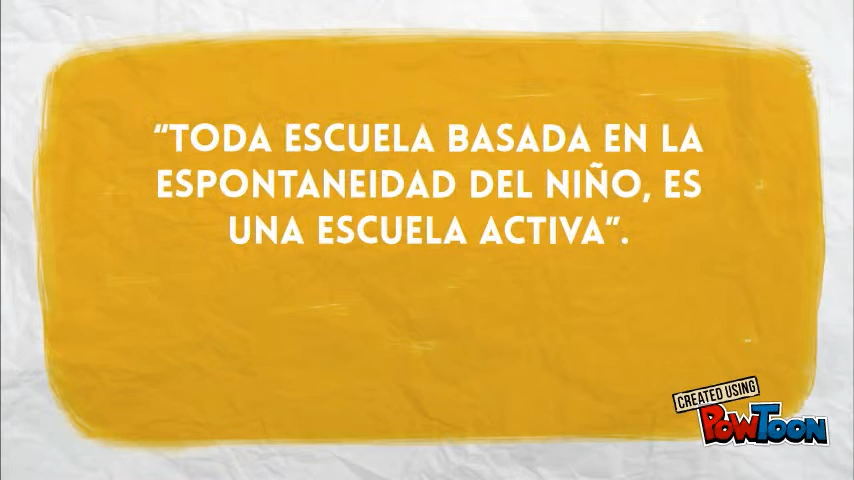 “TODA ESCUELA BASADA EN LA
ESPONTANEIDAD DEL NIÑO, ES
UNA ESCUELA ACTIVA”.
CREATED USING
POWTOON